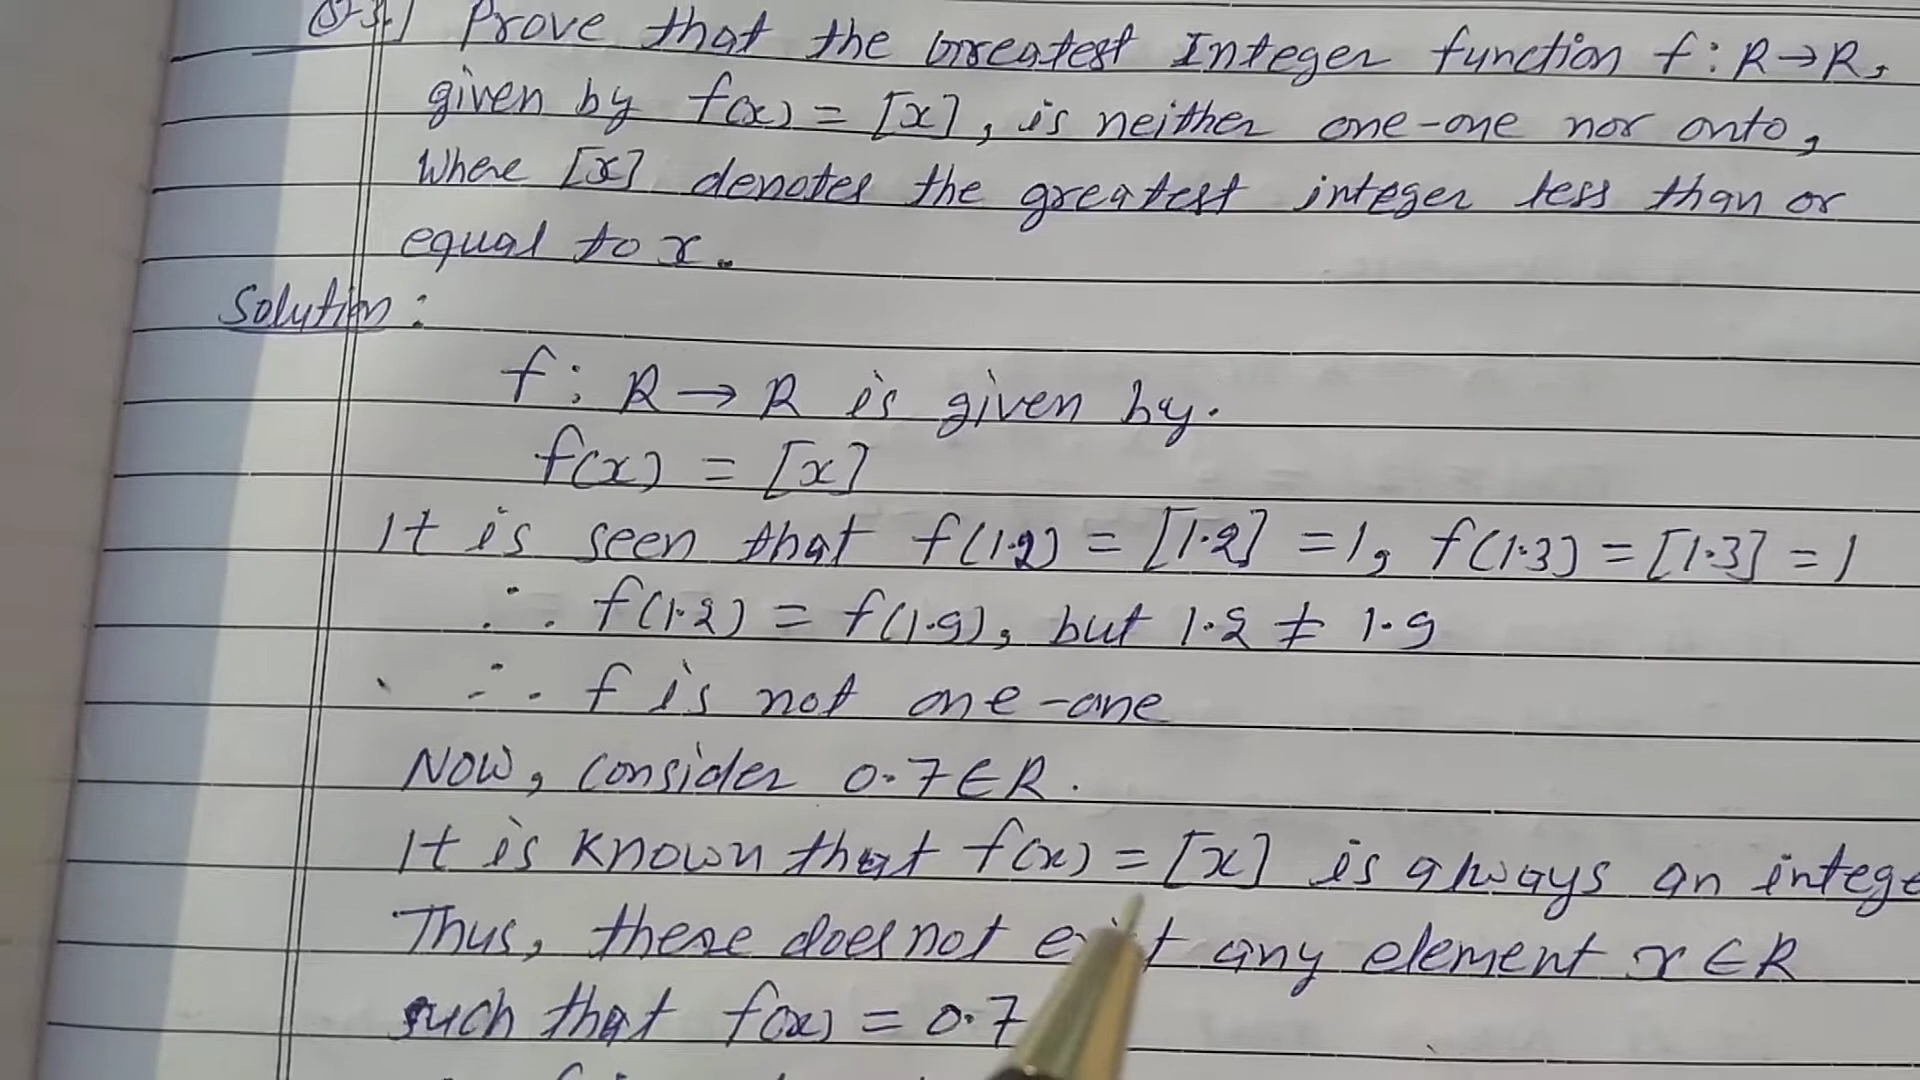 Q3.) Prove that the Greatest Integer function f : R→R,
given by f(x) = [x], is neither one-one nor onto,
Where [x] denotes the greatest integer less than or
equal to x.
Solution :
f : R → R is given by.
f(x) = [x]
It is seen that f(1.2) = [1.2] = 1, f(1.3) = [1.3] = 1
∴ f(1.2) = f(1.9), but 1.2 ≠ 1.9
∴ f is not one-one
Now, consider 0.7 ∈ R.
It is known that f(x) = [x] is always an intege
Thus, there does not any element x ∈ R
such that f(x) = 0.7